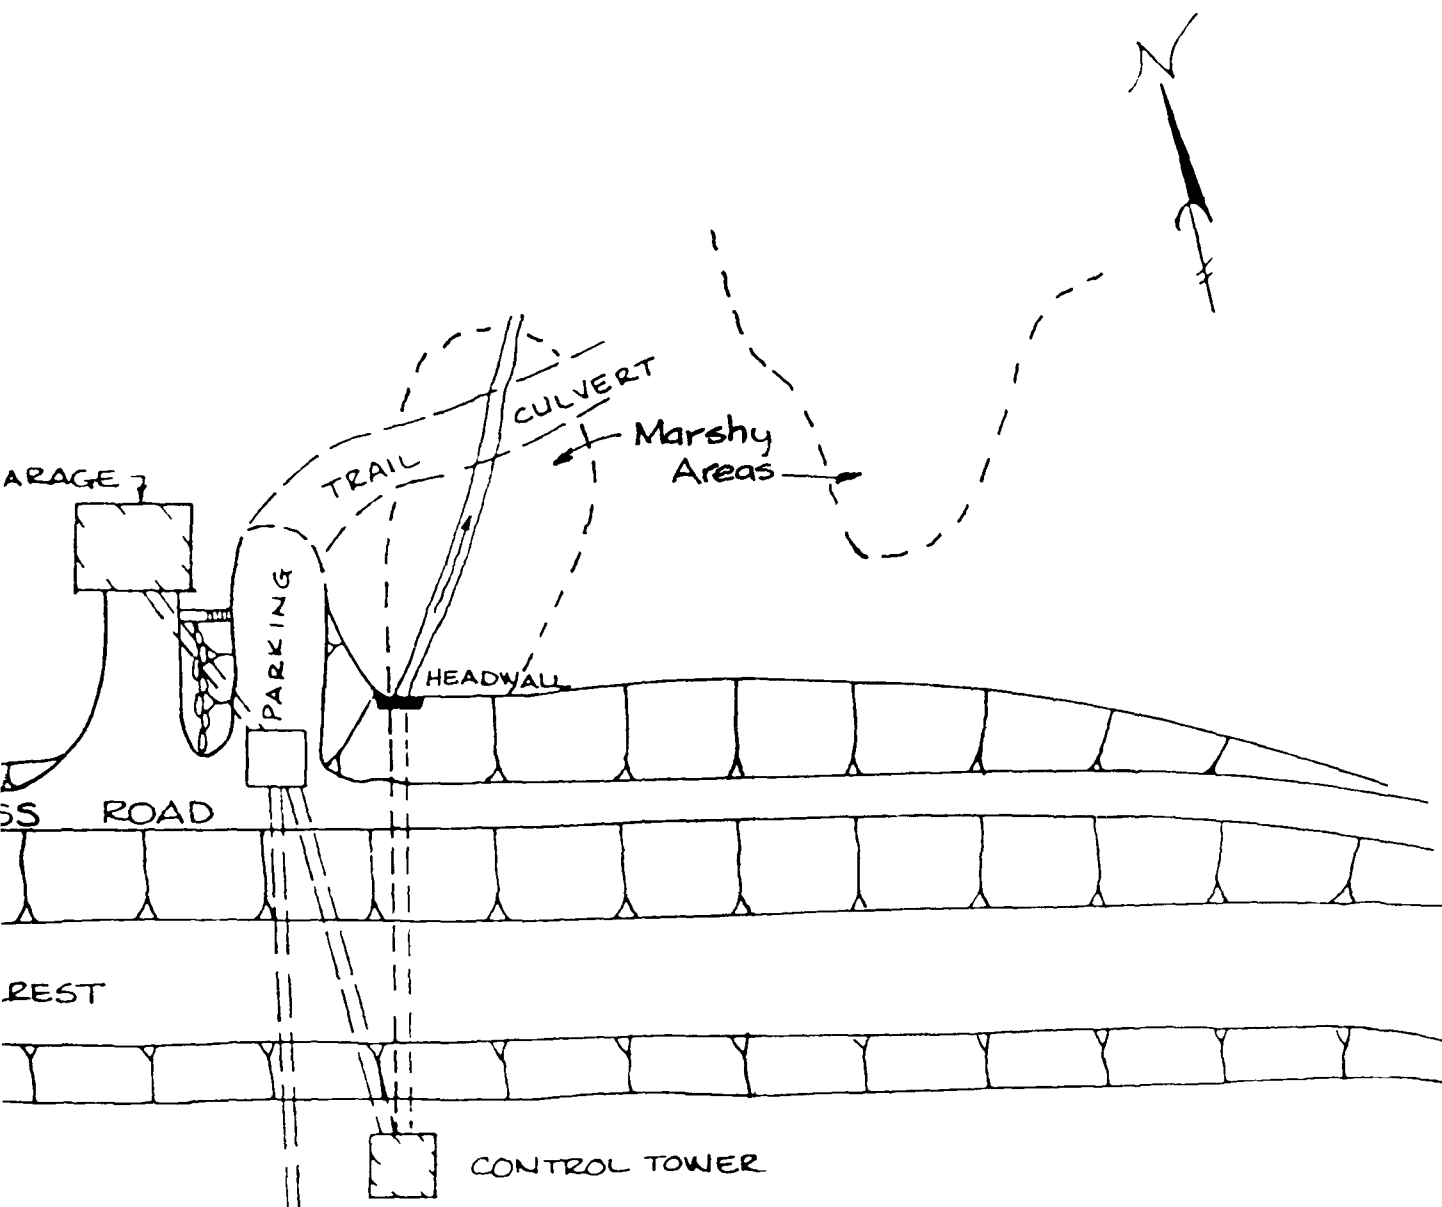 N
CULVERT
TRAIL
Marshy
Areas
ARAGE
PARKING
HEADWALL
SS ROAD
REST
CONTROL TOWER